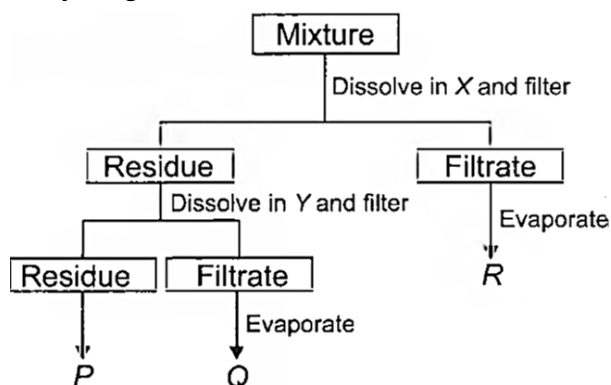 Mixture
Dissolve in X and filter
Residue
Filtrate
Dissolve in Y and filter
Evaporate
Residue
Filtrate
R
Evaporate
P
Q